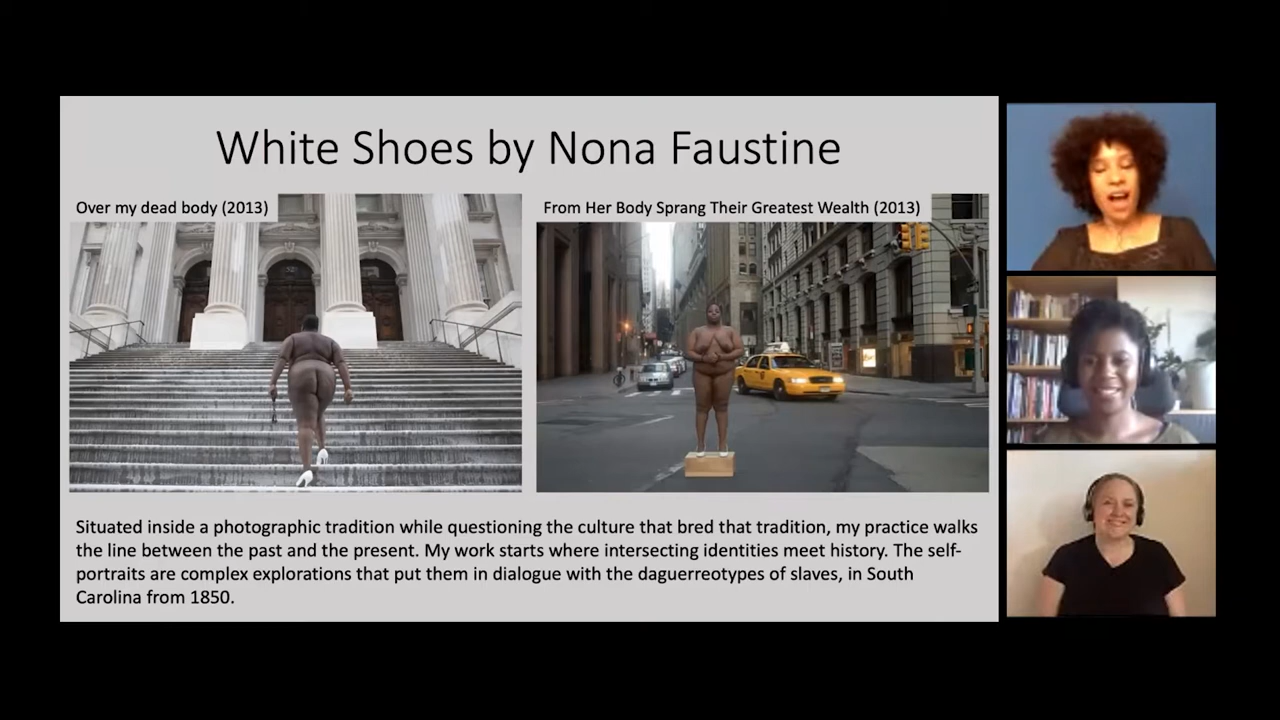 White Shoes by Nona Faustine
Over my dead body (2013)
From Her Body Sprang Their Greatest Wealth (2013)
Situated inside a photographic tradition while questioning the culture that bred that tradition, my practice walks
the line between the past and the present. My work starts where intersecting identities meet history. The self-
portraits are complex explorations that put them in dialogue with the daguerreotypes of slaves, in South
Carolina from 1850.